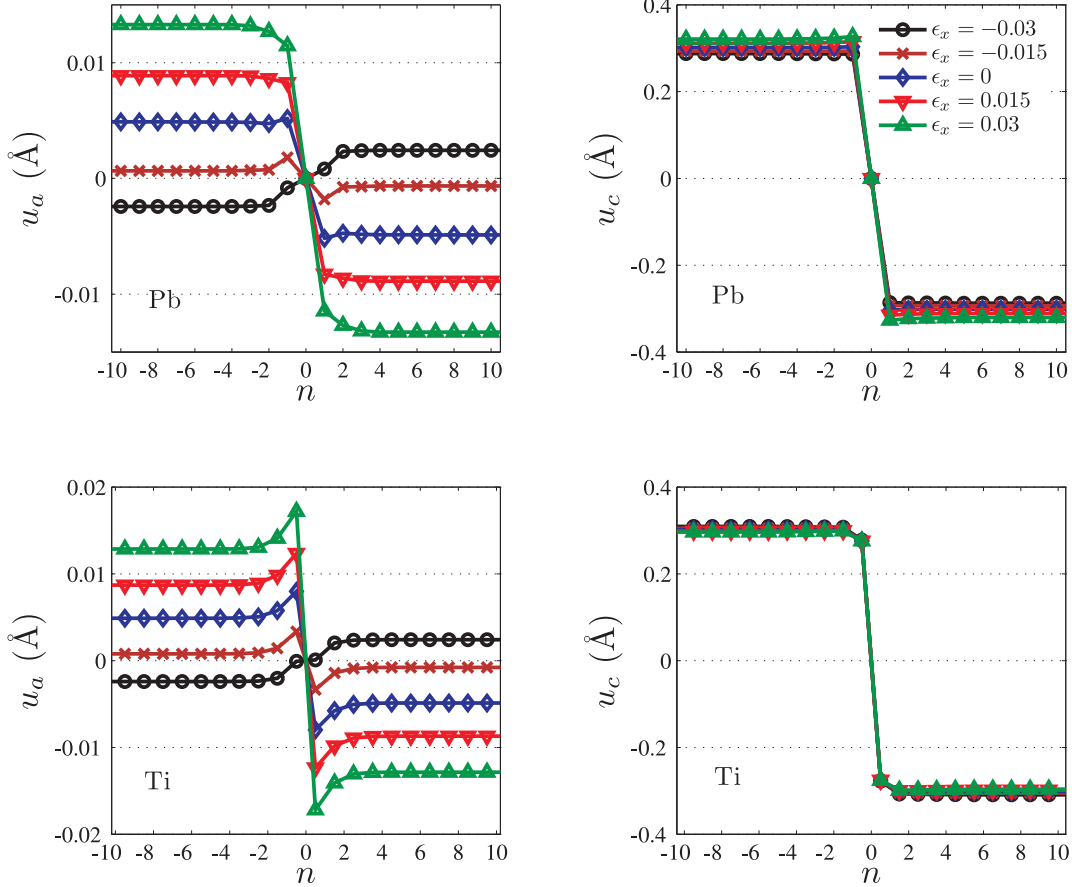 0.01
0
-0.01
u_a (Å)
Pb
-10 -8 -6 -4 -2 0 2 4 6 8 10
n
0.4
0.2
0
-0.2
-0.4
u_c (Å)
ϵ_x = −0.03
ϵ_x = −0.015
ϵ_x = 0
ϵ_x = 0.015
ϵ_x = 0.03
Pb
-10 -8 -6 -4 -2 0 2 4 6 8 10
n
0.02
0.01
0
-0.01
-0.02
u_a (Å)
Ti
-10 -8 -6 -4 -2 0 2 4 6 8 10
n
0.4
0.2
0
-0.2
-0.4
u_c (Å)
Ti
-10 -8 -6 -4 -2 0 2 4 6 8 10
n